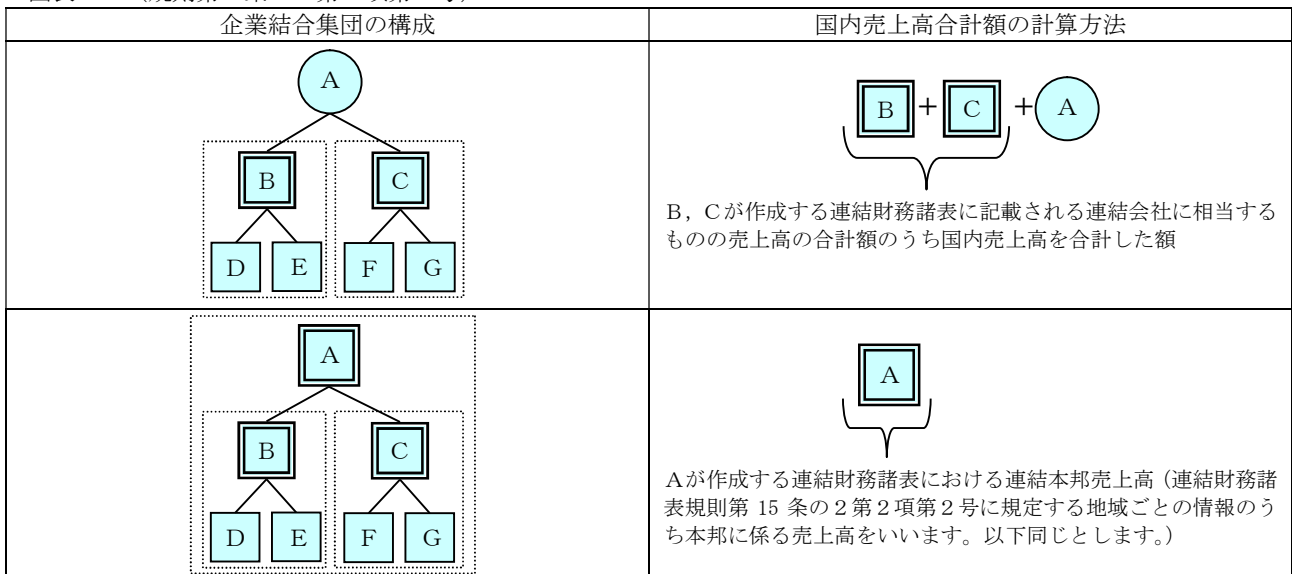 企業結合集団の構成
国内売上高合計額の計算方法
A
B C
D E F G
B + C + A
B，Cが作成する連結財務諸表に記載される連結会社に相当する
ものの売上高の合計額のうち国内売上高を合計した額
A
B C
D E F G
A
Aが作成する連結財務諸表における連結本邦売上高（連結財務諸
表規則第 15 条の２第２項第２号に規定する地域ごとの情報のう
ち本邦に係る売上高をいいます。以下同じとします。）